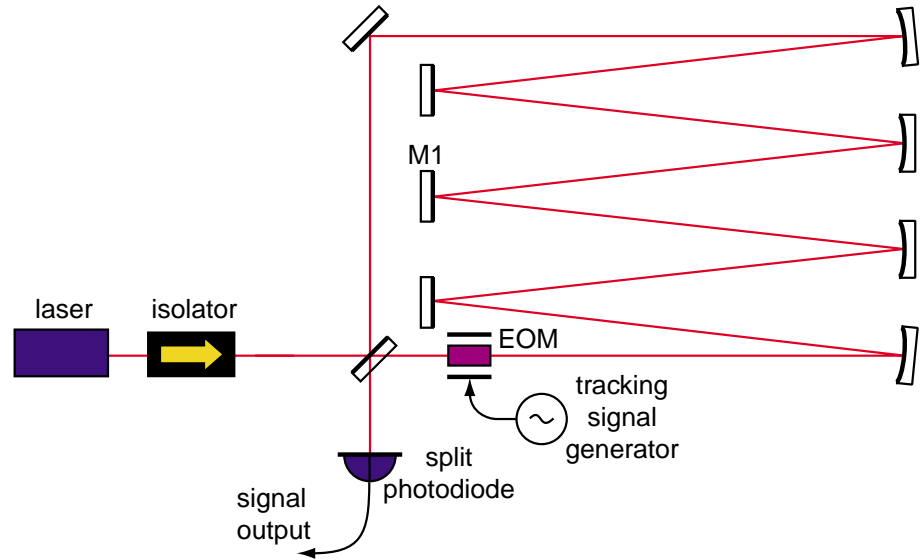 M1
laser
isolator
EOM
tracking
signal
generator
split
photodiode
signal
output